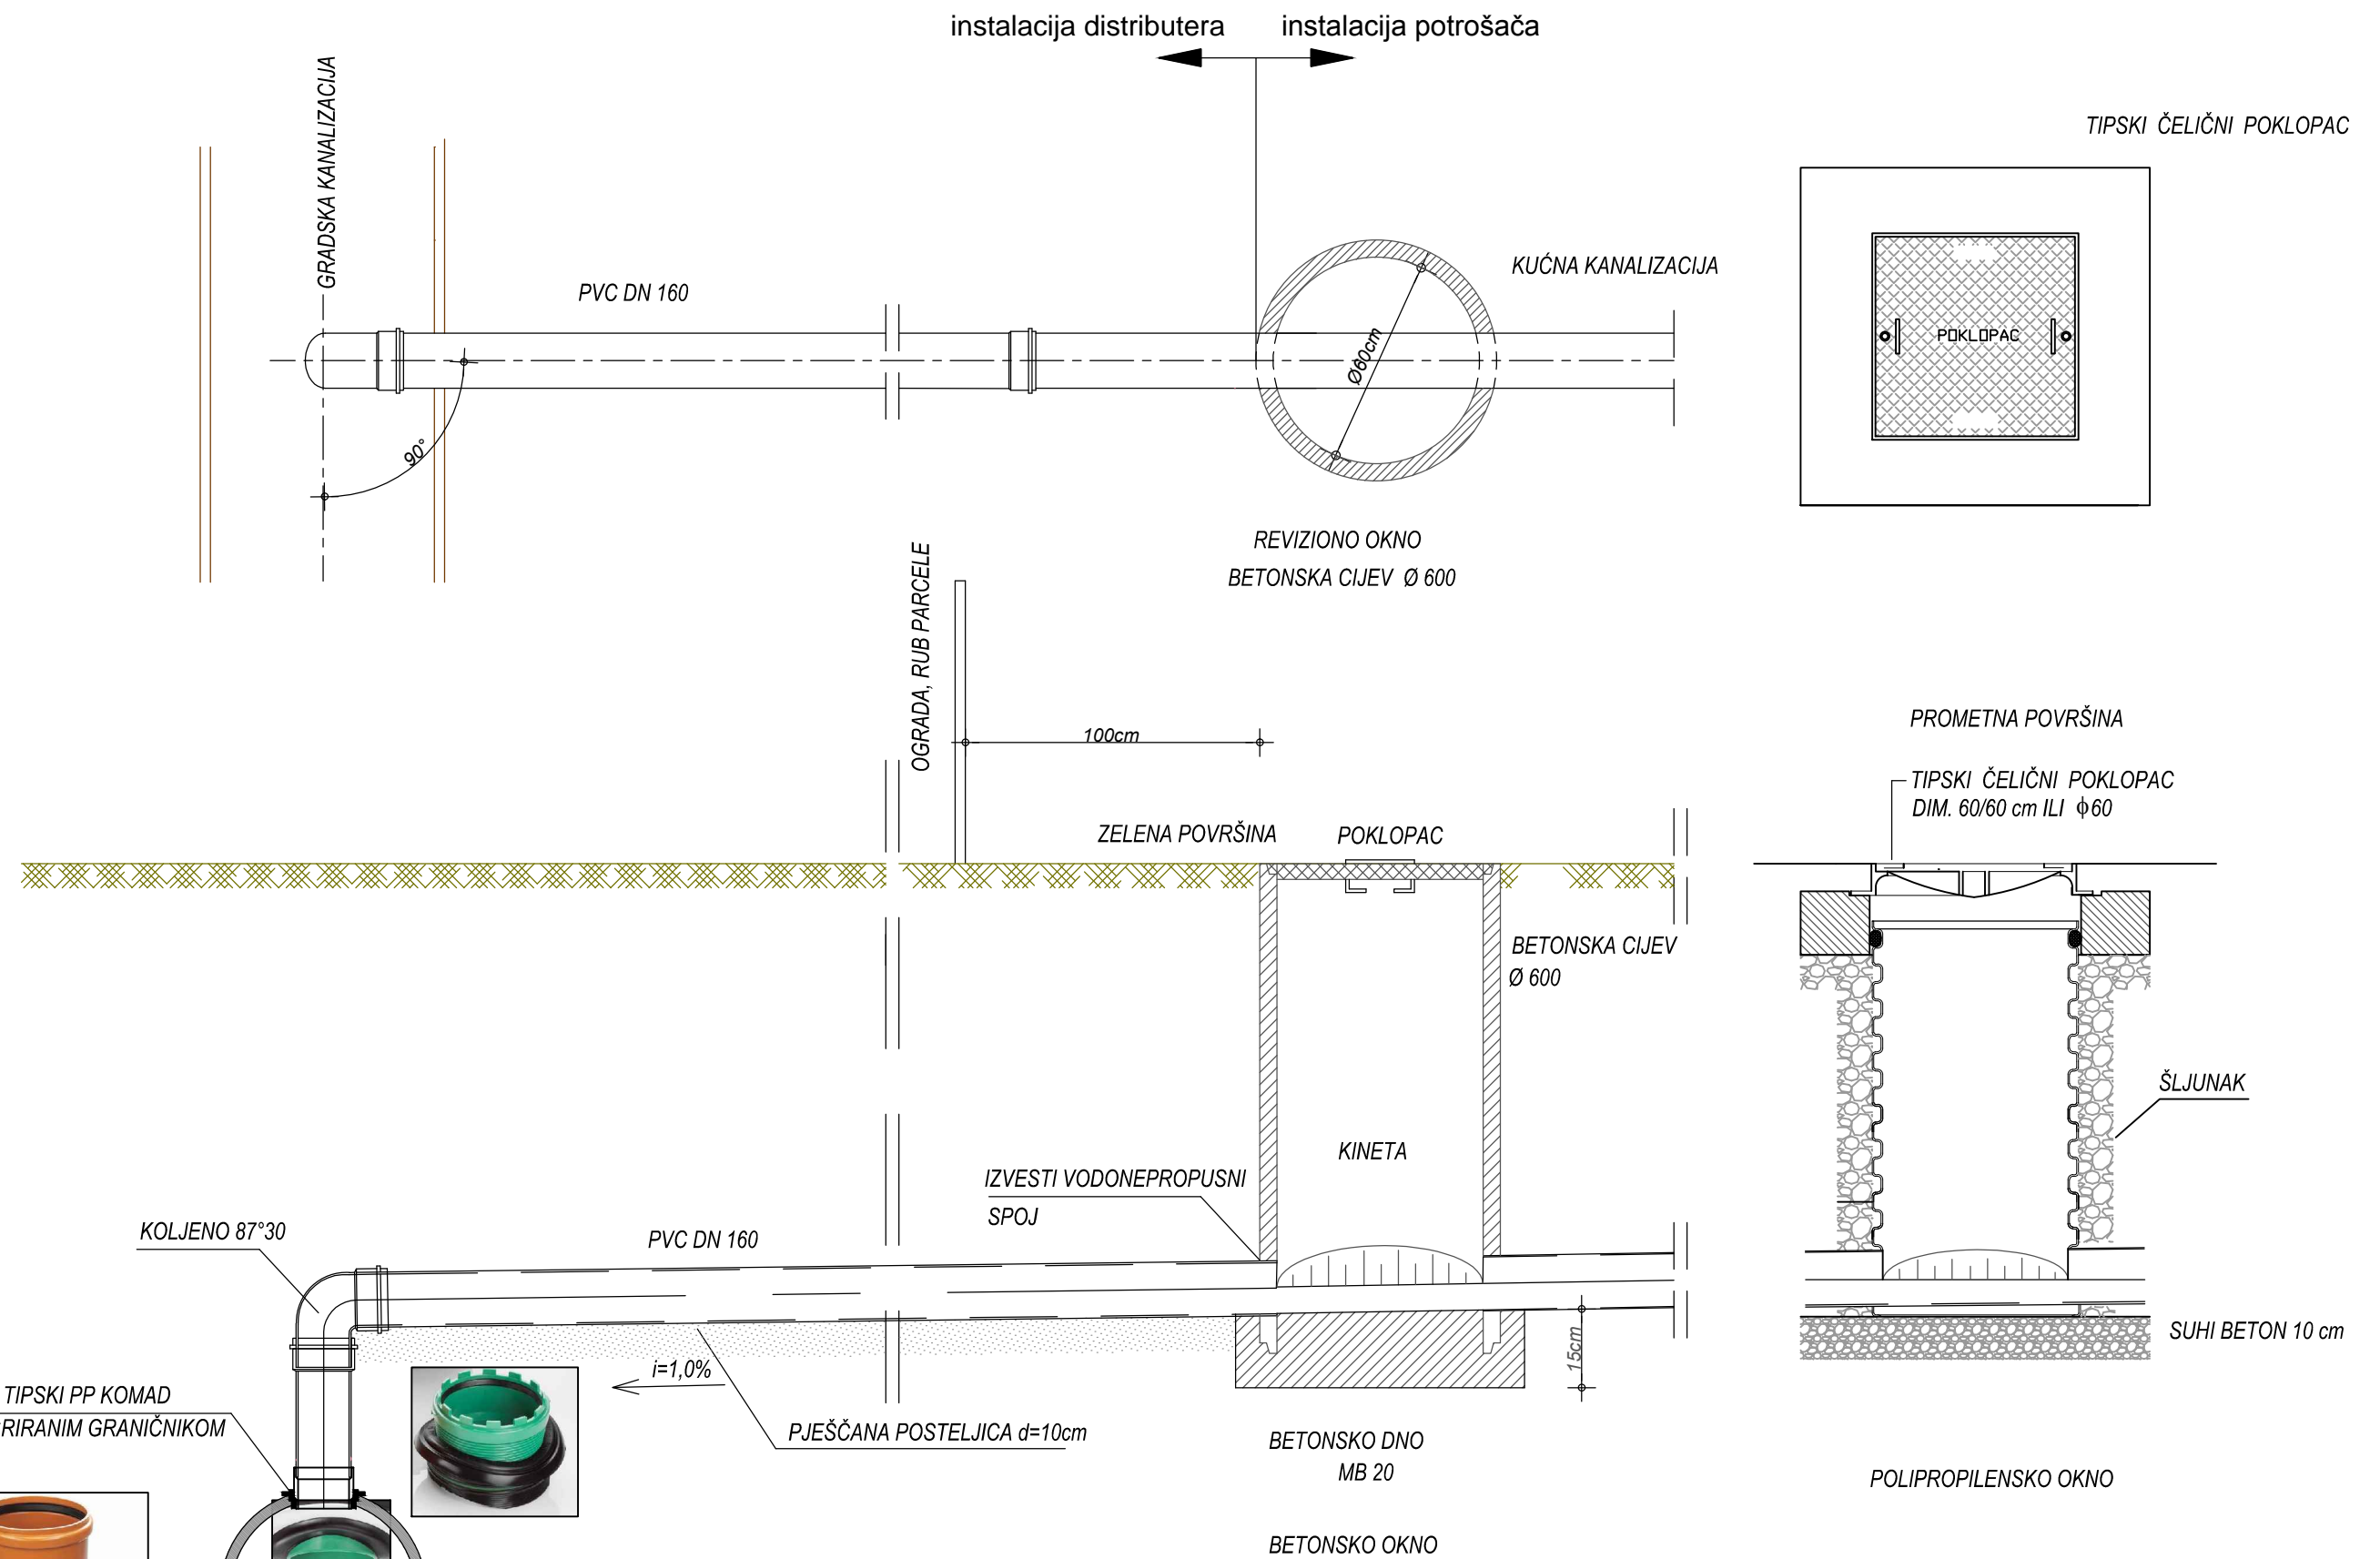 instalacija distributera
instalacija potrošača
GRADSKA KANALIZACIJA
TIPSKI ČELIČNI POKLOPAC
PVC DN 160
KUĆNA KANALIZACIJA
Ø60cm
POKLOPAC
90°
REVIZIONO OKNO
BETONSKA CIJEV Ø 600
OGRADA, RUB PARCELE
100cm
PROMETNA POVRŠINA
TIPSKI ČELIČNI POKLOPAC
DIM. 60/60 cm ILI ϕ60
ZELENA POVRŠINA
POKLOPAC
BETONSKA CIJEV
Ø 600
ŠLJUNAK
KINETA
IZVESTI VODONEPROPUSNI
SPOJ
KOLJENO 87°30
PVC DN 160
SUHI BETON 10 cm
15cm
i=1,0%
TIPSKI PP KOMAD
RIRANIM GRANIČNIKOM
PJEŠČANA POSTELJICA d=10cm
BETONSKO DNO
MB 20
POLIPROPILENSKO OKNO
BETONSKO OKNO